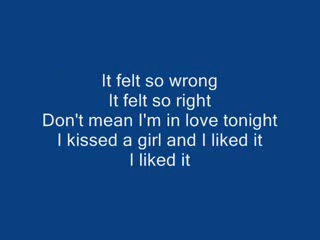 It felt so wrong
It felt so right
Don't mean I'm in love tonight
I kissed a girl and I liked it
I liked it